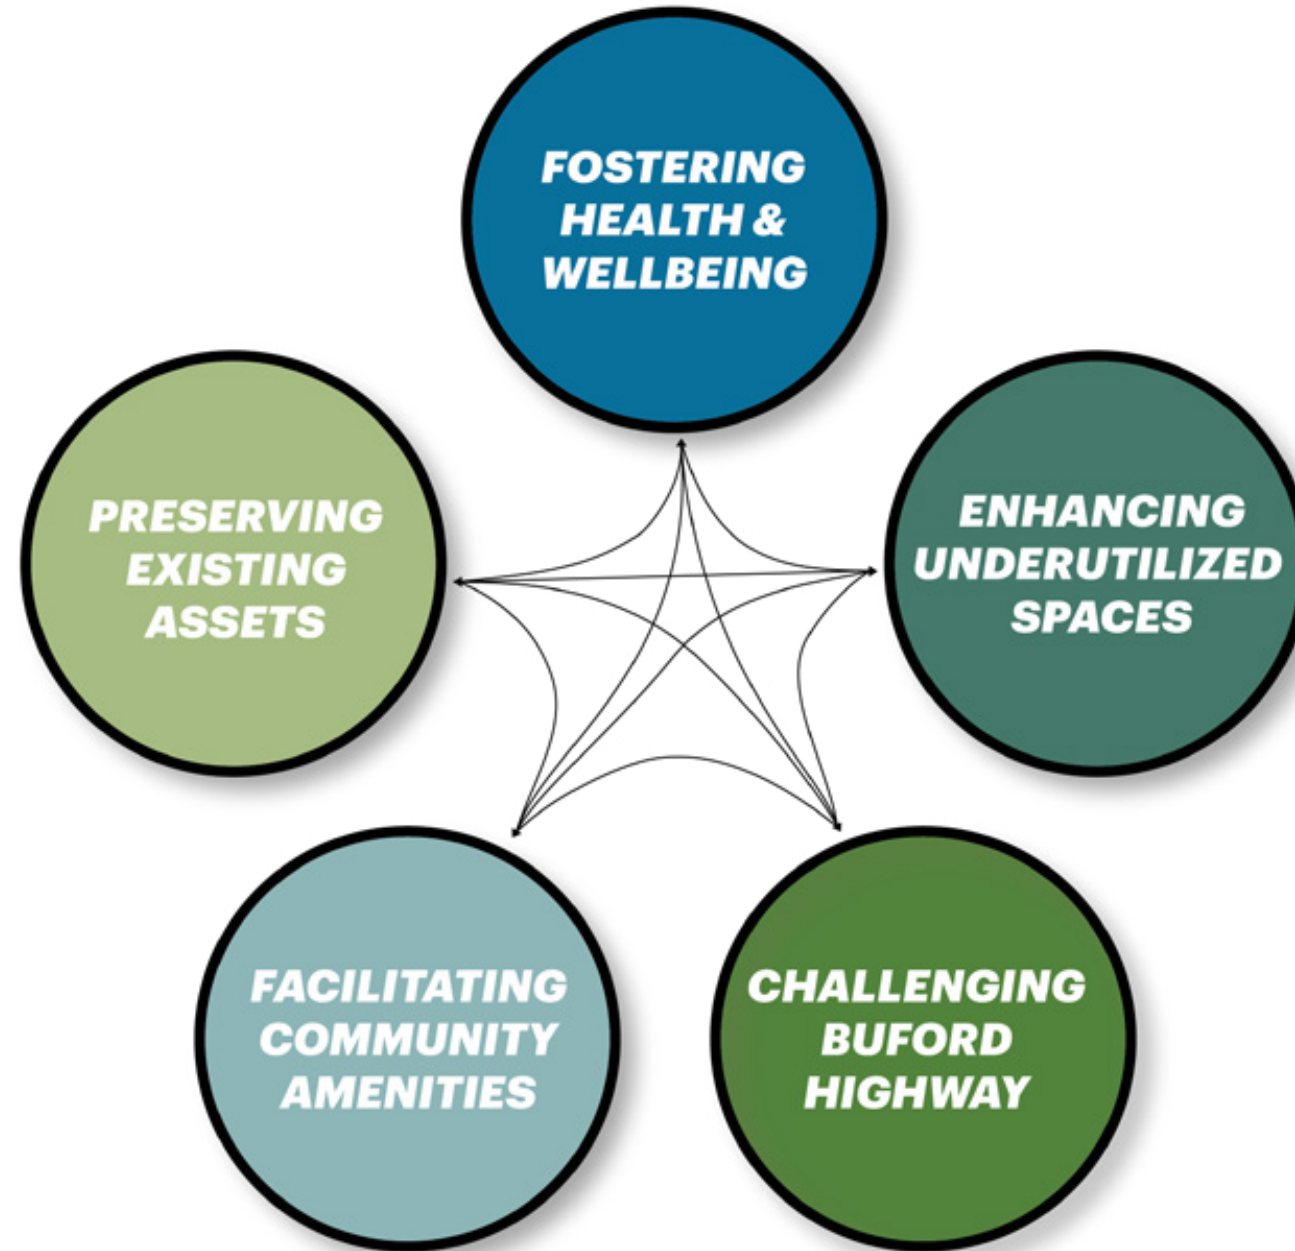 FOSTERING
HEALTH &
WELLBEING
PRESERVING
EXISTING
ASSETS
ENHANCING
UNDERUTILIZED
SPACES
FACILITATING
COMMUNITY
AMENITIES
CHALLENGING
BUFORD
HIGHWAY